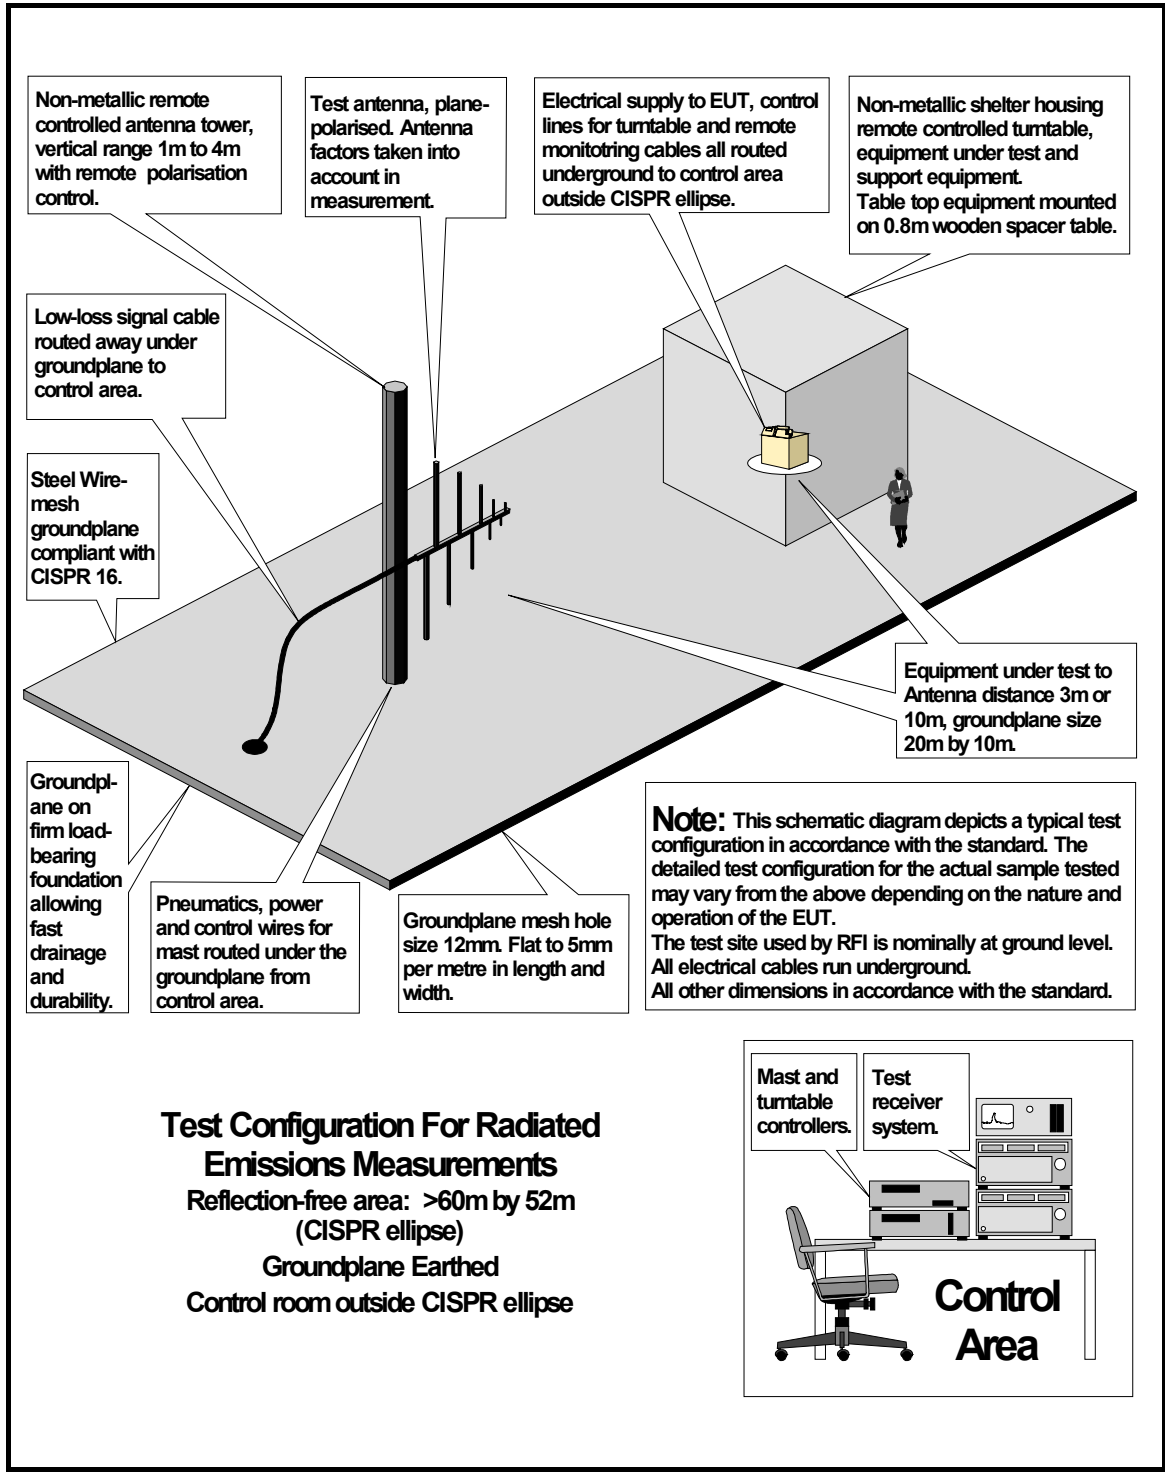 Non-metallic remote
controlled antenna tower,
vertical range 1m to 4m
with remote polarisation
control.
Test antenna, plane-
polarised. Antenna
factors taken into
account in
measurement.
Electrical supply to EUT, control
lines for turntable and remote
monitotring cables all routed
underground to control area
outside CISPR ellipse.
Non-metallic shelter housing
remote controlled turntable,
equipment under test and
support equipment.
Table top equipment mounted
on 0.8m wooden spacer table.
Low-loss signal cable
routed away under
groundplane to
control area.
Steel Wire-
mesh
groundplane
compliant with
CISPR 16.
Equipment under test to
Antenna distance 3m or
10m, groundplane size
20m by 10m.
Groundpl-
ane on
firm load-
bearing
foundation
allowing
fast
drainage
and
durability.
Pneumatics, power
and control wires for
mast routed under the
groundplane from
control area.
Groundplane mesh hole
size 12mm. Flat to 5mm
per metre in length and
width.
Note: This schematic diagram depicts a typical test
configuration in accordance with the standard. The
detailed test configuration for the actual sample tested
may vary from the above depending on the nature and
operation of the EUT.
The test site used by RFI is nominally at ground level.
All electrical cables run underground.
All other dimensions in accordance with the standard.
Test Configuration For Radiated
Emissions Measurements
Reflection-free area: >60m by 52m
(CISPR ellipse)
Groundplane Earthed
Control room outside CISPR ellipse
Mast and
turntable
controllers.
Test
receiver
system.
Control
Area